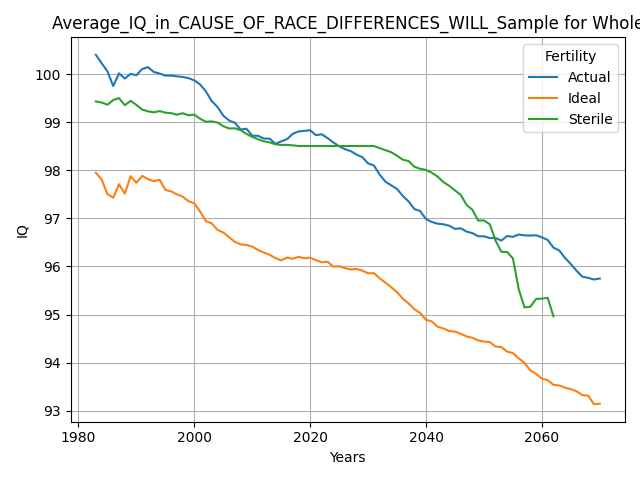 Average_IQ_in_CAUSE_OF_RACE_DIFFERENCES_WILL_Sample for Whole
Fertility
Actual
Ideal
Sterile
IQ
100
99
98
97
96
95
94
93
1980
2000
2020
2040
2060
Years